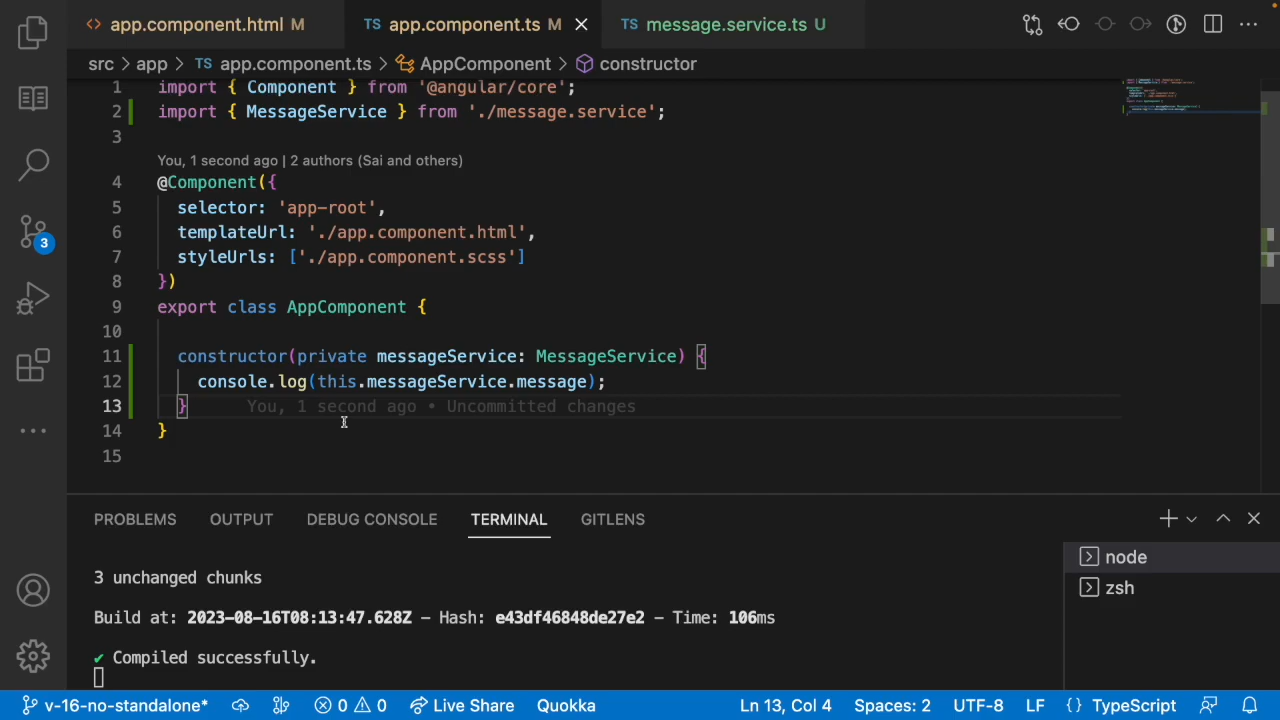 <> app.component.html M
TS app.component.ts M
TS message.service.ts U
src > app > TS app.component.ts > AppComponent > constructor
1 import { Component } from '@angular/core';
2 import { MessageService } from './message.service';
3
You, 1 second ago | 2 authors (Sai and others)
4 @Component({
5 selector: 'app-root',
6 templateUrl: './app.component.html',
7 styleUrls: ['./app.component.scss']
8 })
9 export class AppComponent {
10
11 constructor(private messageService: MessageService) {
12 console.log(this.messageService.message);
13 } You, 1 second ago • Uncommitted changes
14 }
15
3
PROBLEMS OUTPUT DEBUG CONSOLE TERMINAL GITLENS
3 unchanged chunks
Build at: 2023-08-16T08:13:47.628Z - Hash: e43df46848de27e2 - Time: 106ms
✔ Compiled successfully.
node
zsh
v-16-no-standalone* 0 0 Live Share Quokka Ln 13, Col 4 Spaces: 2 UTF-8 LF {} TypeScript